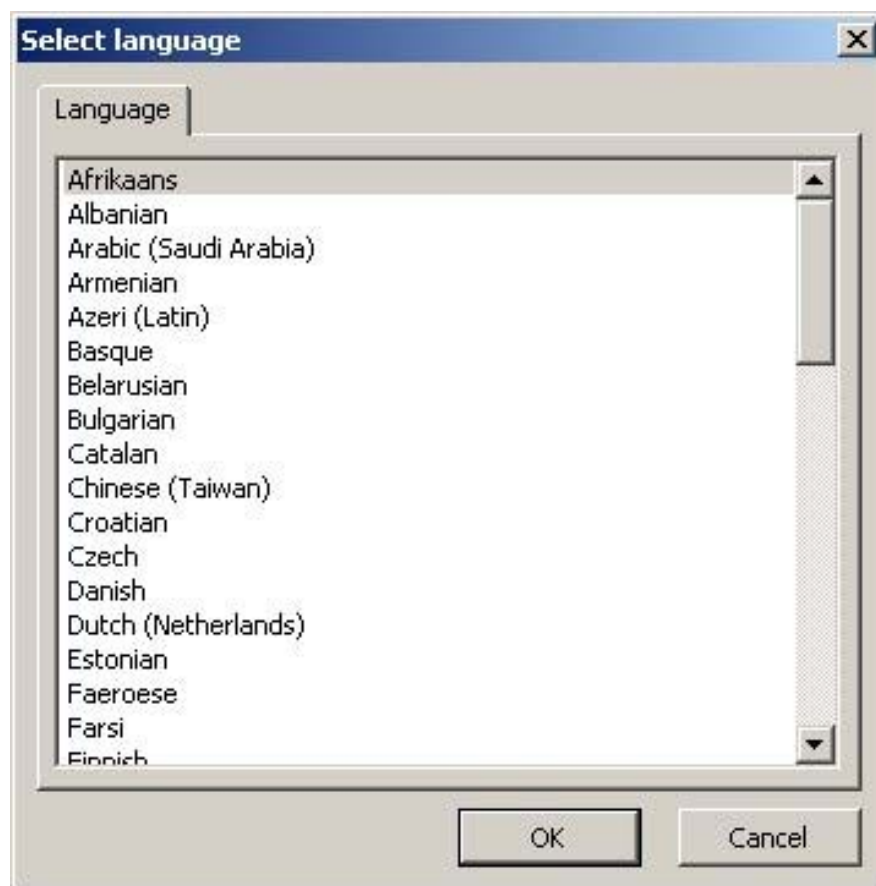 Select language
Language
Afrikaans
Albanian
Arabic (Saudi Arabia)
Armenian
Azeri (Latin)
Basque
Belarusian
Bulgarian
Catalan
Chinese (Taiwan)
Croatian
Czech
Danish
Dutch (Netherlands)
Estonian
Faeroese
Farsi
Finnish
OK
Cancel